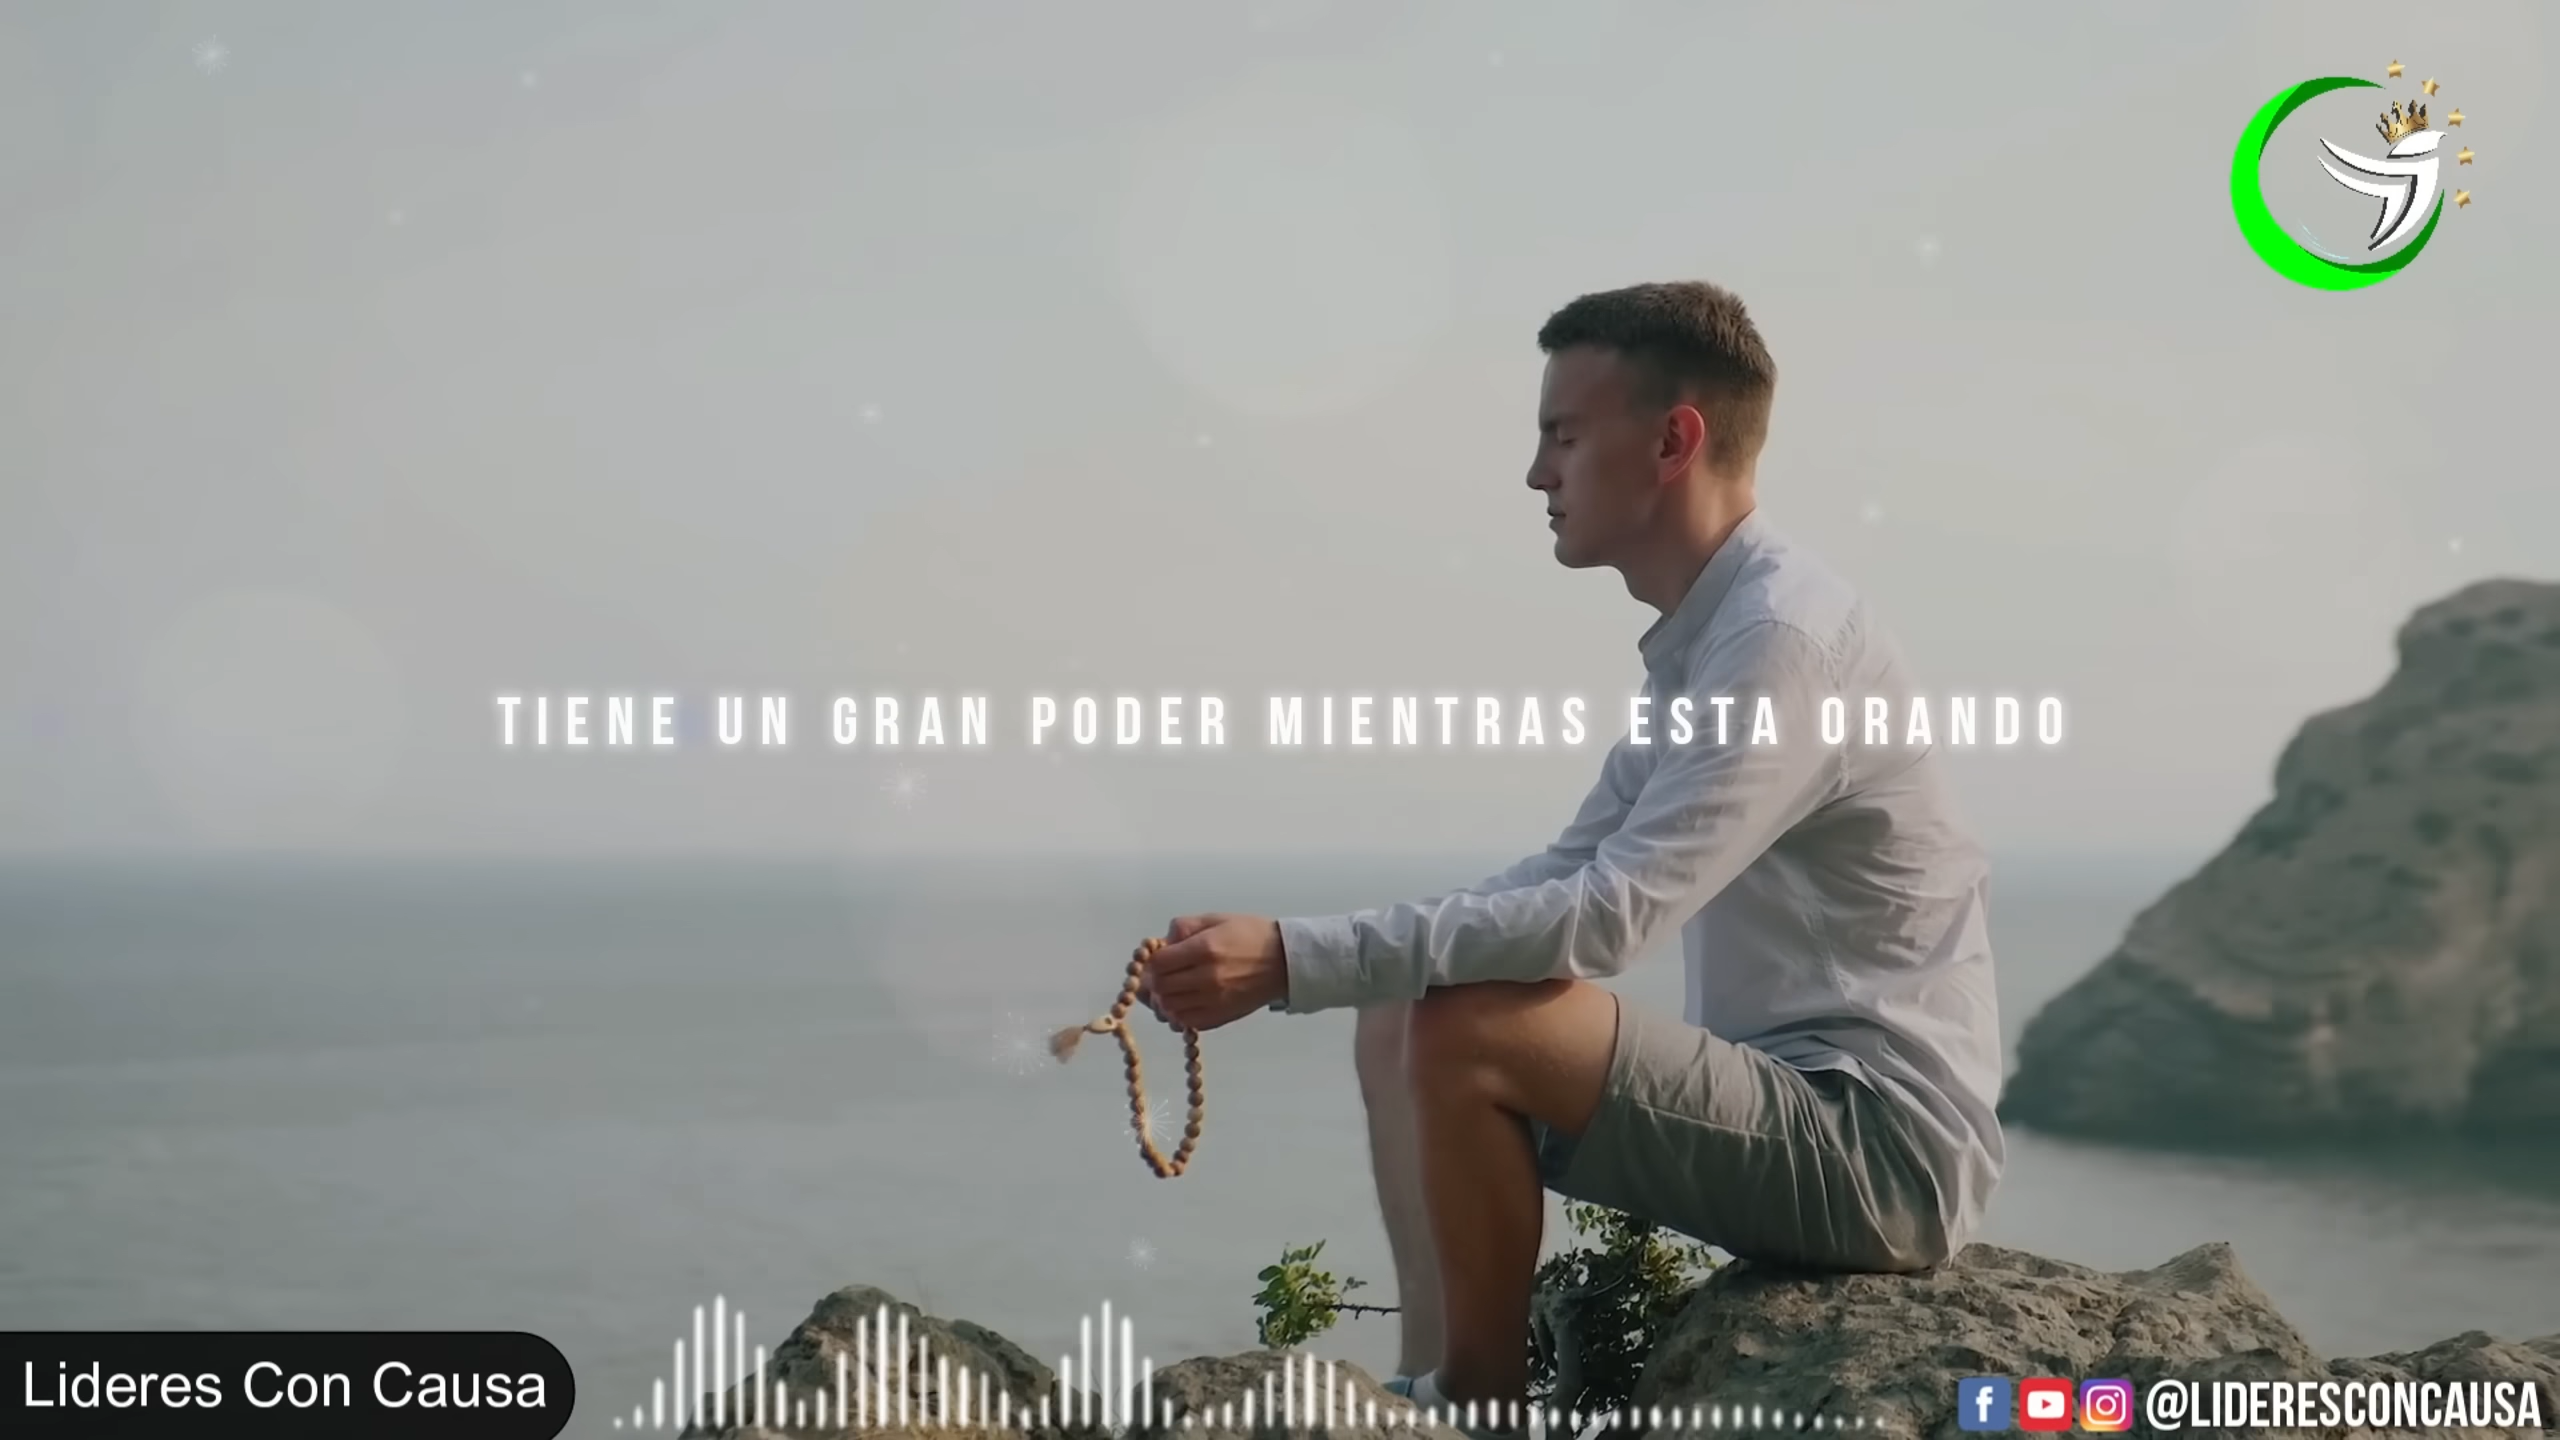 TIENE UN GRAN PODER MIENTRAS ESTA ORANDO
Lideres Con Causa
@LIDERESCONCAUSA